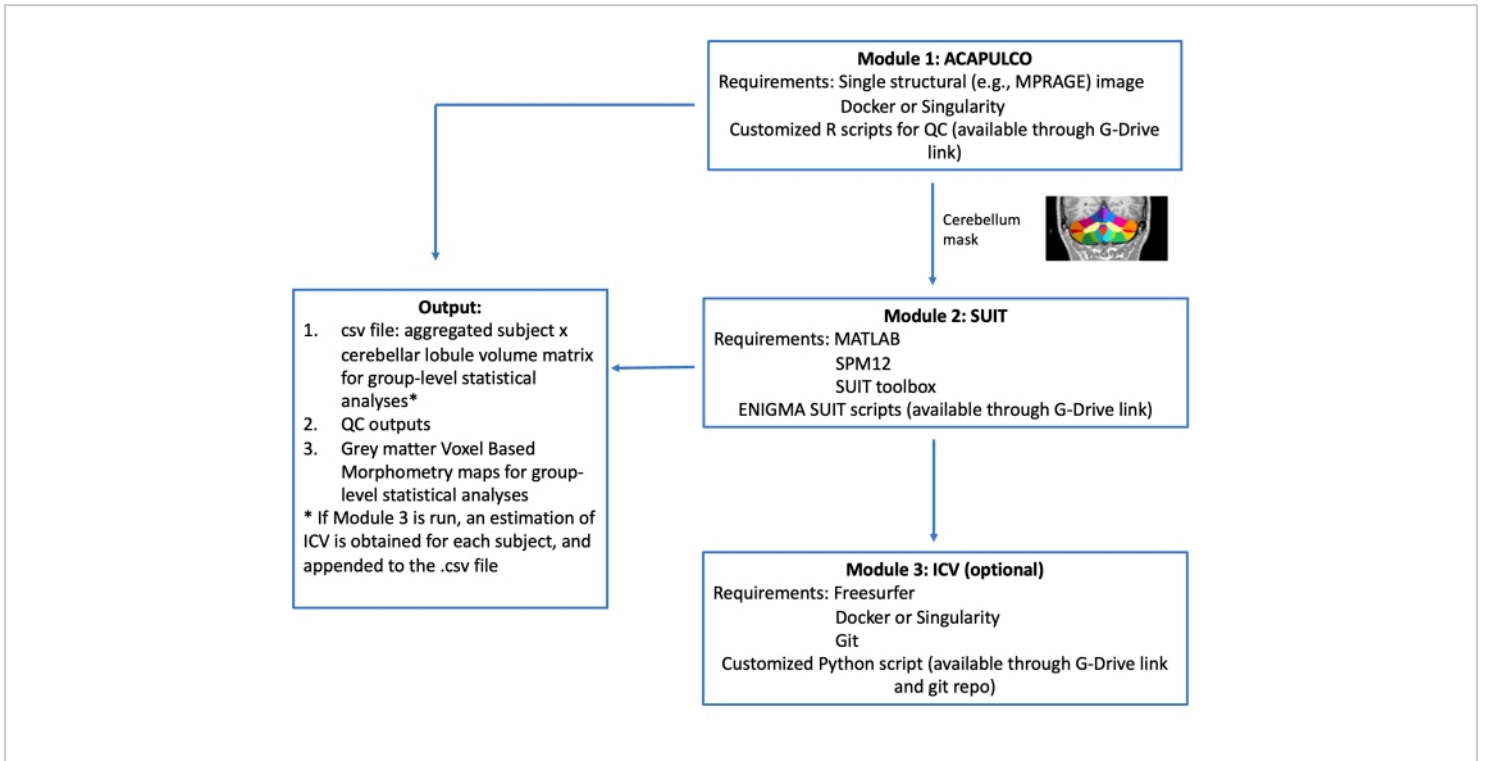 Module 1: ACAPULCO
Requirements: Single structural (e.g., MPRAGE) image
Docker or Singularity
Customized R scripts for QC (available through G-Drive
link)
Cerebellum
mask
Output:
1. csv file: aggregated subject x
cerebellar lobule volume matrix
for group-level statistical
analyses*
2. QC outputs
3. Grey matter Voxel Based
Morphometry maps for group-
level statistical analyses
* If Module 3 is run, an estimation of
ICV is obtained for each subject, and
appended to the .csv file
Module 2: SUIT
Requirements: MATLAB
SPM12
SUIT toolbox
ENIGMA SUIT scripts (available through G-Drive link)
Module 3: ICV (optional)
Requirements: Freesurfer
Docker or Singularity
Git
Customized Python script (available through G-Drive link
and git repo)